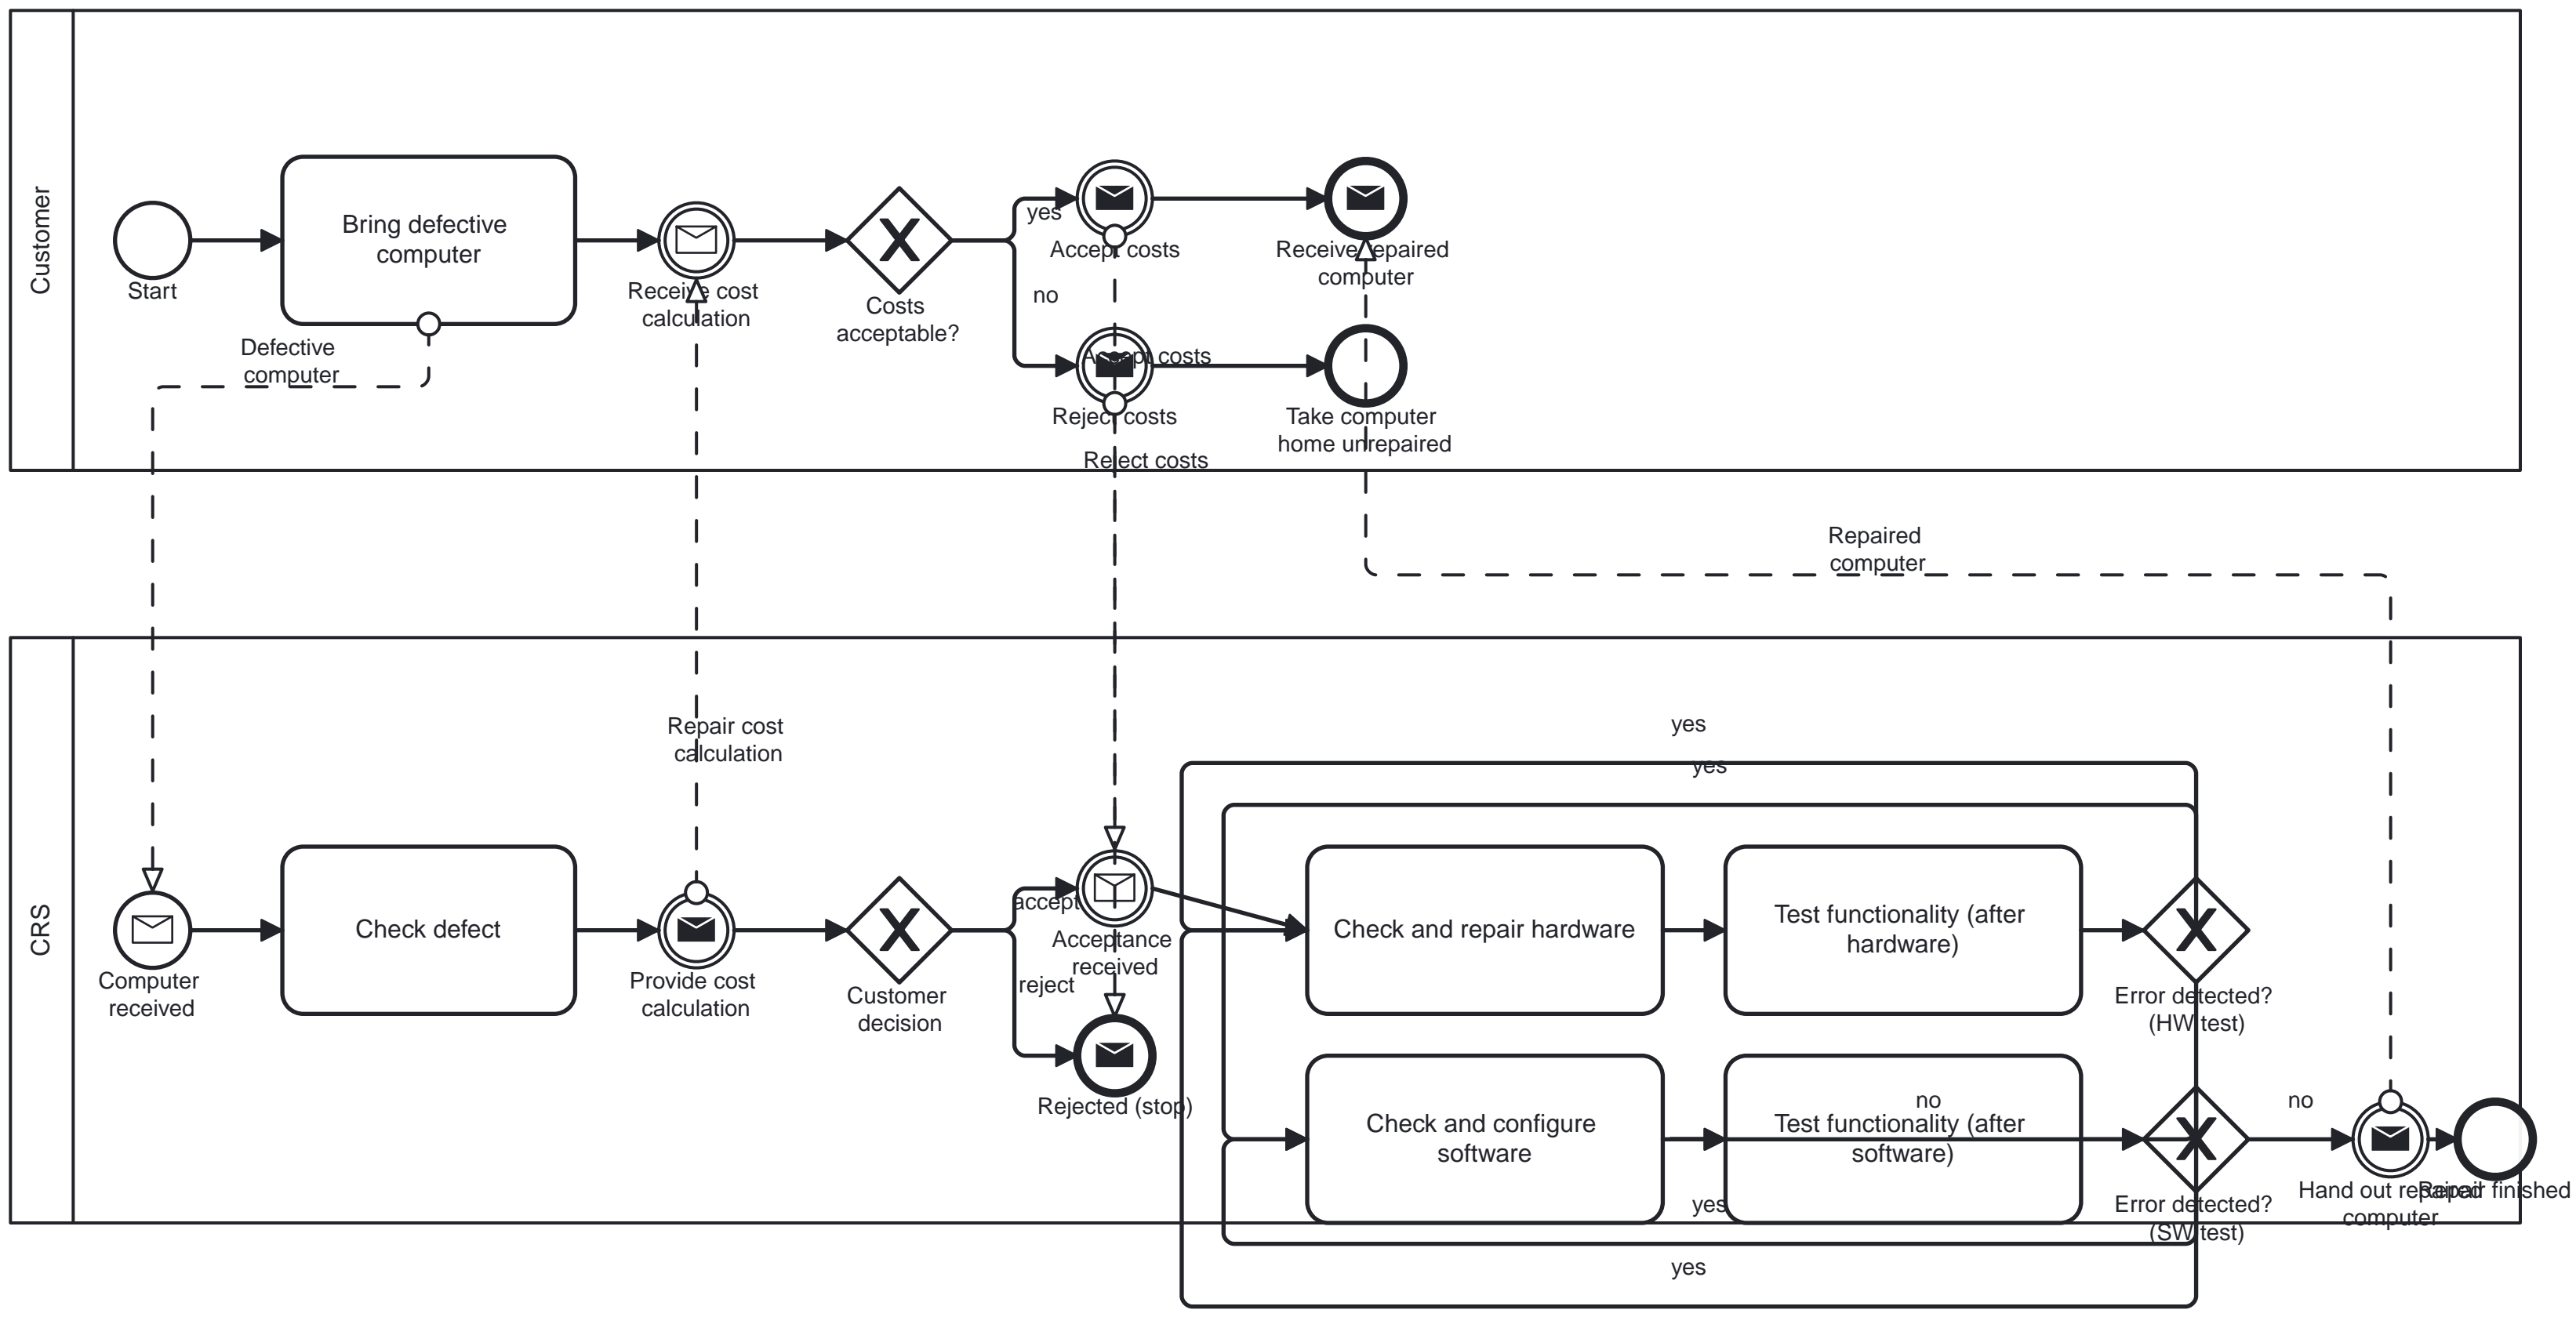 Customer
Start
Bring defective
computer
Defective
computer
Receive cost
calculation
Costs
acceptable?
yes
no
Accept costs
Accept costs
Reject costs
Reject costs
Receive repaired
computer
Take computer
home unrepaired
Repaired
computer
CRS
Computer
received
Check defect
Repair cost
calculation
Provide cost
calculation
Customer
decision
accept
reject
Acceptance
received
Rejected (stop)
yes
yes
Check and repair hardware
Test functionality (after
hardware)
Error detected?
(HW test)
Check and configure
software
no
Test functionality (after
software)
Error detected?
(SW test)
yes
yes
no
Hand out repaired
computer
Repair finished